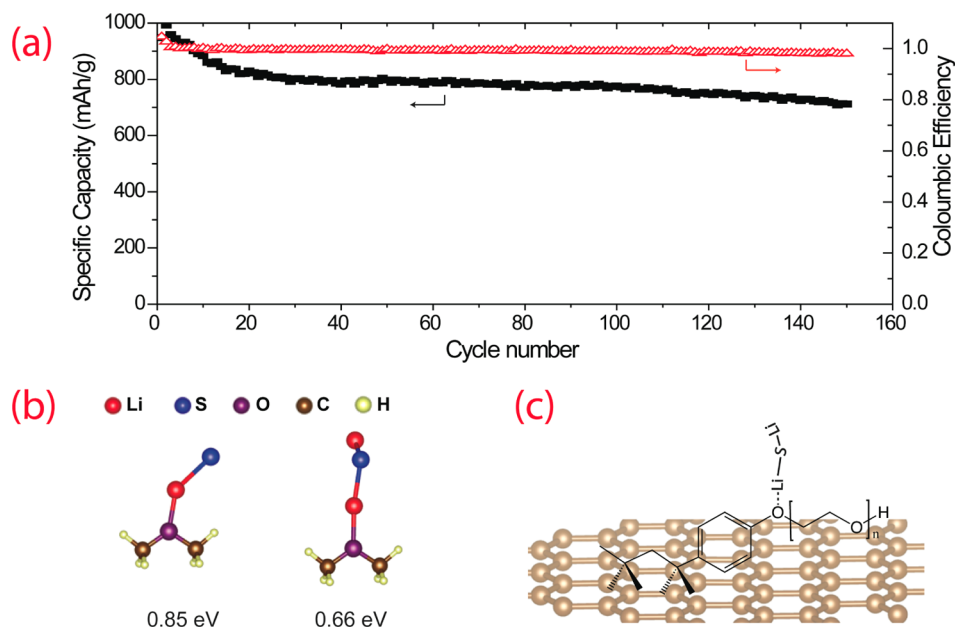 (a)
Specific Capacity (mAh/g)
1000
800
600
400
200
0
0 20 40 60 80 100 120 140 160
Cycle number
1.0
0.8
0.6
0.4
0.2
0.0
Coloumbic Efficiency
(b)
Li S O C H
0.85 eV 0.66 eV
(c)
Li
S
Li
O
O
H
n